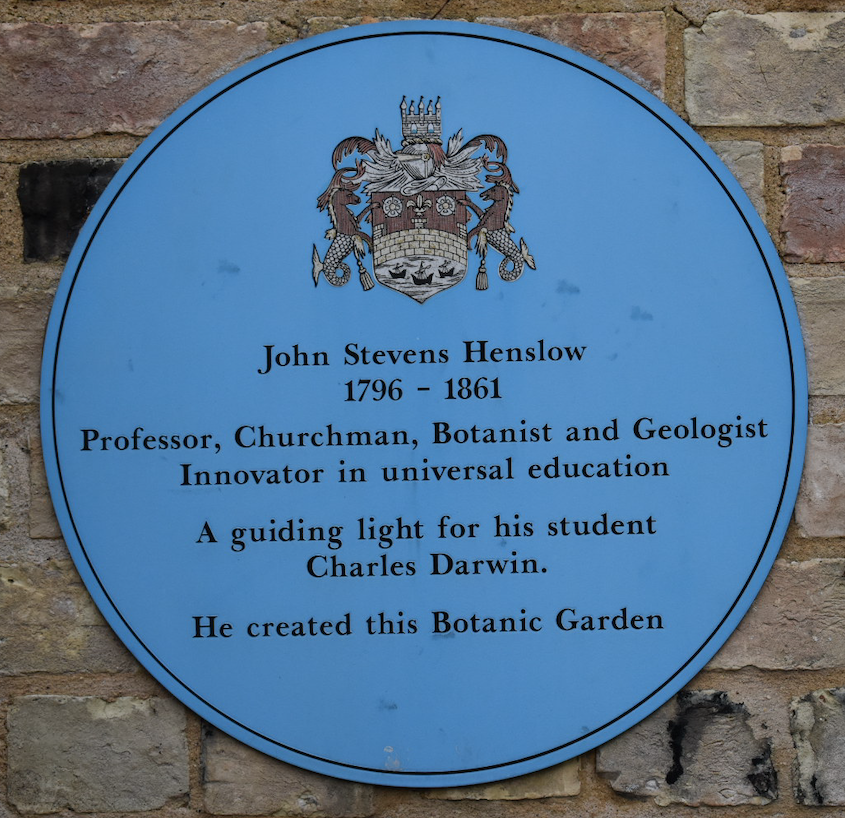 John Stevens Henslow
1796 – 1861
Professor, Churchman, Botanist and Geologist
Innovator in universal education
A guiding light for his student
Charles Darwin.
He created this Botanic Garden